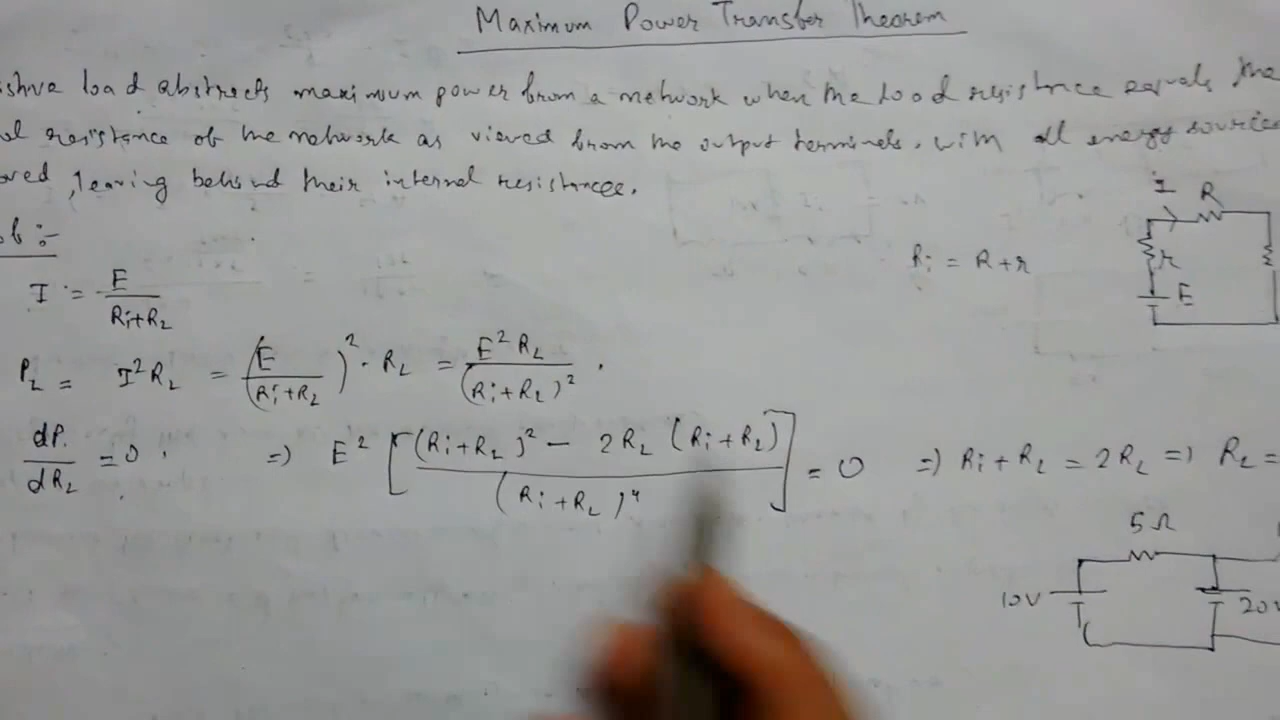 Maximum Power Transfer Theorem
load abstracts maximum power from a network when the load resistance equals the
resistance of the network as viewed from the output terminals, with all energy sources
leaving behind their internal resistances.
I R
Ri = R+r
r
E
I = E/(Ri+RL)
PL = I²RL = (E/(Ri+RL))² · RL = E²RL/(Ri+RL)² .
dP/dRL = 0 . => E² [((Ri+RL)² – 2RL(Ri+RL))/(Ri+RL)⁴] = 0 => Ri + RL = 2RL => RL =
5Ω
10V 20V